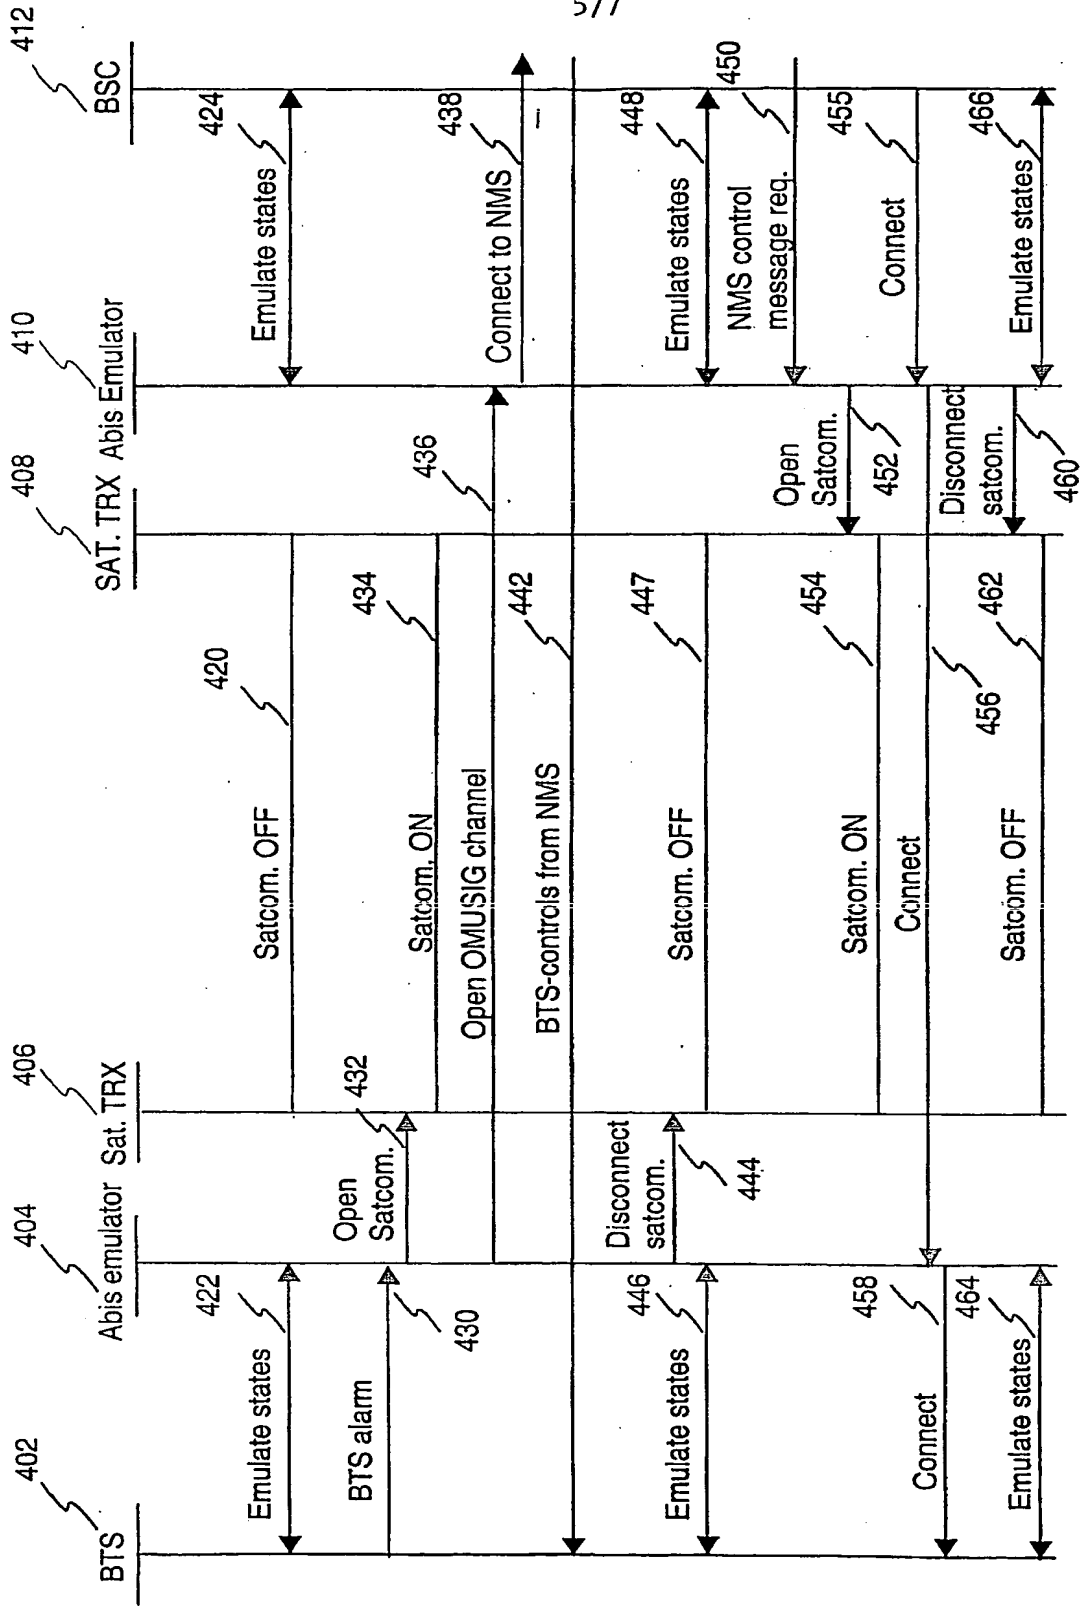 5/7
402
404
406
408
410
412
BTS
Abis emulator
Sat. TRX
SAT. TRX
Abis Emulator
BSC
Emulate states
422
Satcom. OFF
420
Emulate states
424
BTS alarm
430
Open
Satcom.
432
Satcom. ON
434
Open OMUSIG channel
436
Connect to NMS
438
BTS-controls from NMS
442
Disconnect
satcom.
444
Emulate states
446
Satcom. OFF
447
Emulate states
448
NMS control
message req.
450
Open
Satcom.
452
Satcom. ON
454
Connect
455
Connect
456
Connect
458
Disconnect
satcom.
460
Satcom. OFF
462
Emulate states
464
Emulate states
466